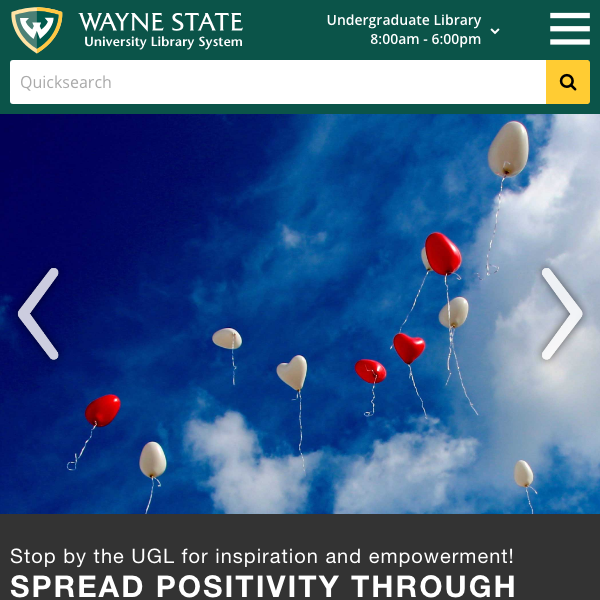 WAYNE STATE
University Library System
Undergraduate Library
8:00am - 6:00pm
Quicksearch
Stop by the UGL for inspiration and empowerment!
SPREAD POSITIVITY THROUGH